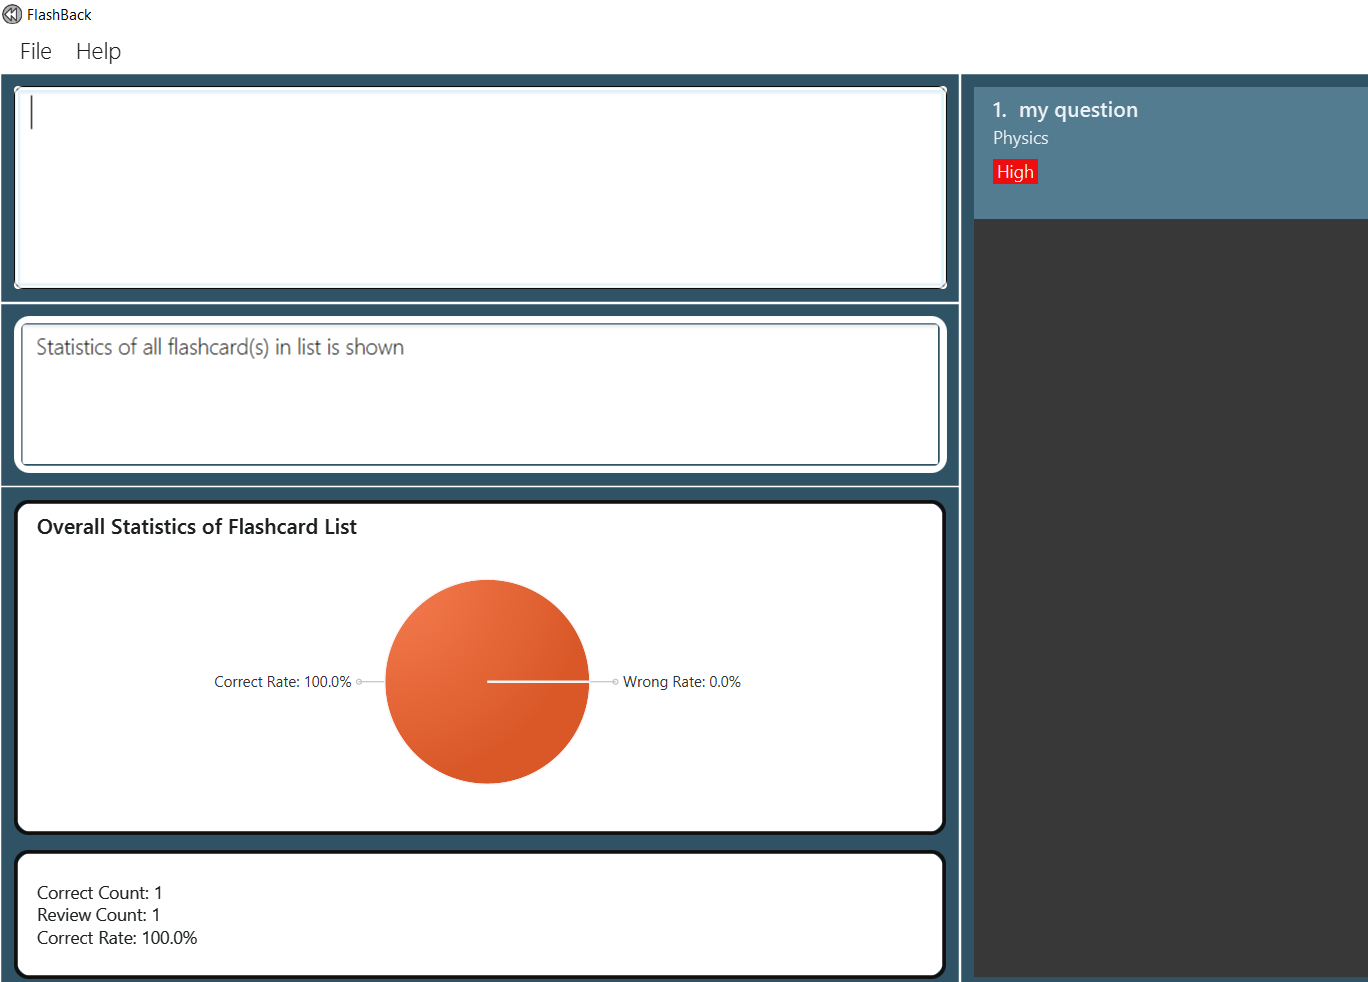 FlashBack
File Help
Statistics of all flashcard(s) in list is shown
Overall Statistics of Flashcard List
Correct Rate: 100.0%
Wrong Rate: 0.0%
Correct Count: 1
Review Count: 1
Correct Rate: 100.0%
1. my question
Physics
High